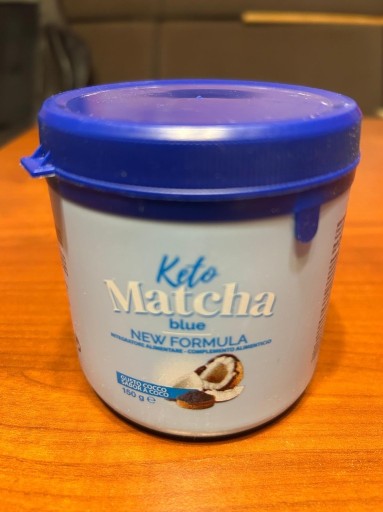 Keto
Matcha
blue
NEW FORMULA
INTEGRATORE ALIMENTARE - COMPLEMENTO ALIMENTICIO
GUSTO COCCO
SABOR A COCO
150 g e